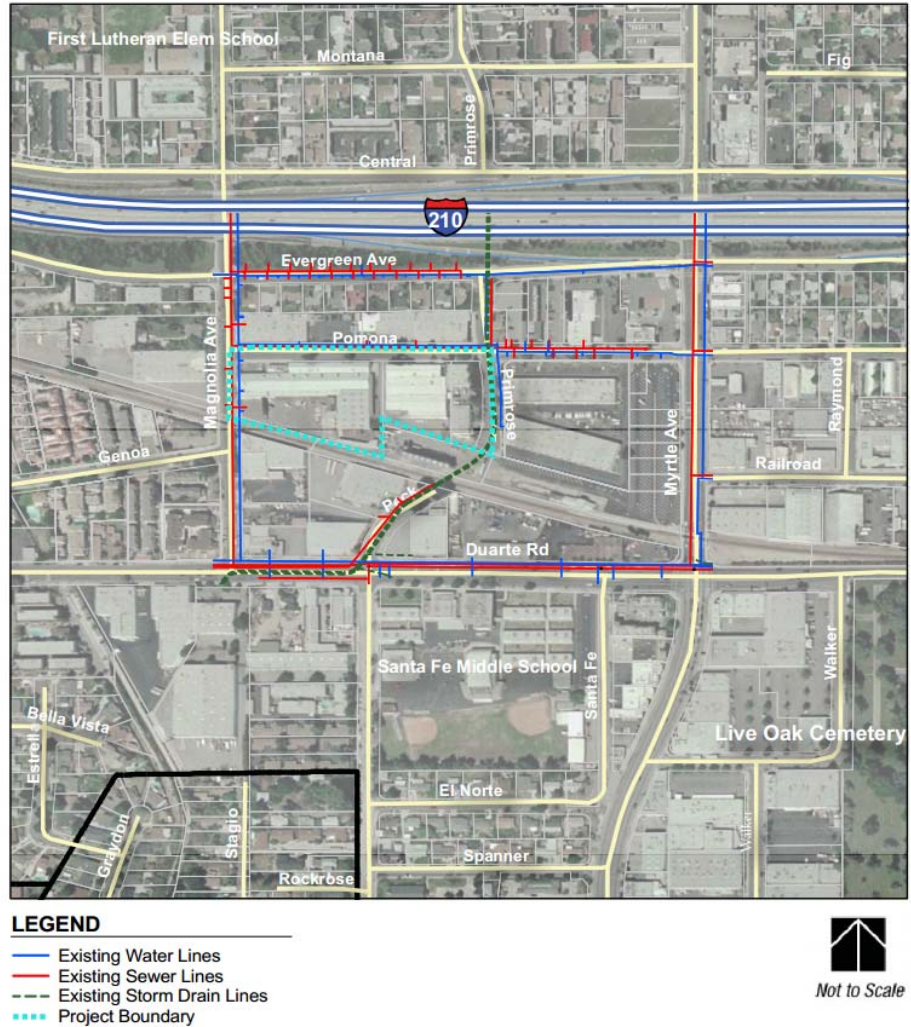 First Lutheran Elem School
Montana
Fig
Primrose
Central
210
Evergreen Ave
Magnolia Ave
Pomona
Primrose
Raymond
Myrtle Ave
Genoa
Railroad
Peck
Duarte Rd
Santa Fe Middle School
Santa Fe
Walker
Bella Vista
Estrella
Live Oak Cemetery
El Norte
Graydon
Stagio
Walker
Spanner
Rockrose
LEGEND
Existing Water Lines
Existing Sewer Lines
Existing Storm Drain Lines
Project Boundary
Not to Scale